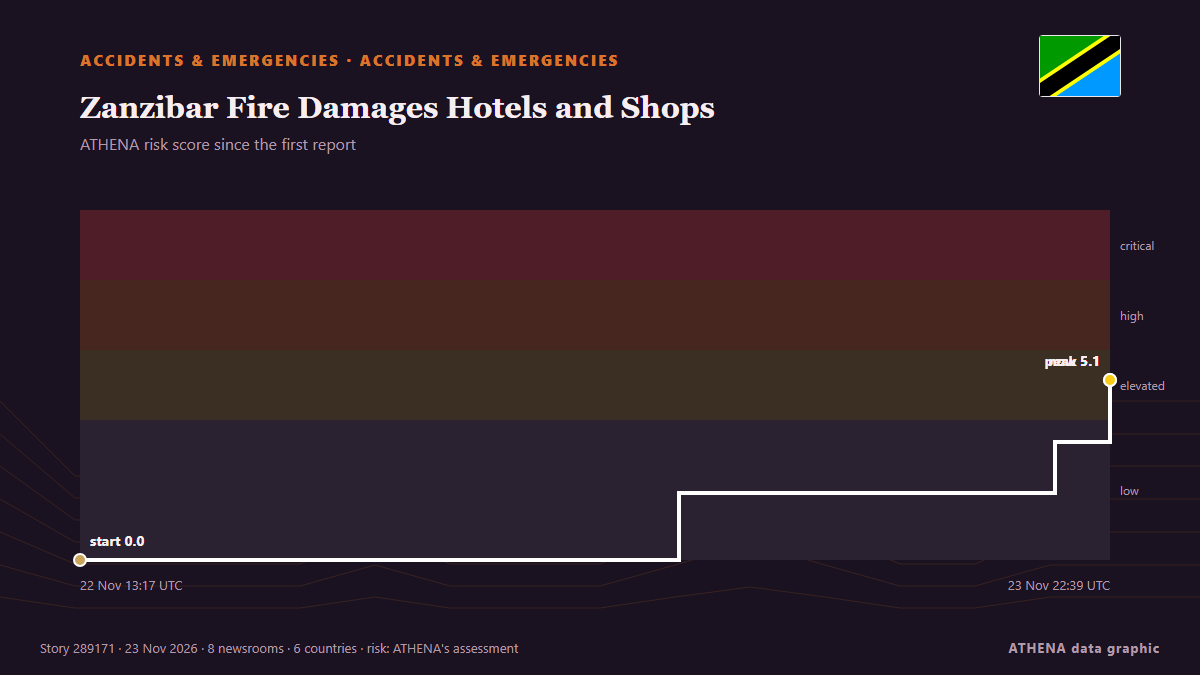 ACCIDENTS & EMERGENCIES · ACCIDENTS & EMERGENCIES
Zanzibar Fire Damages Hotels and Shops
ATHENA risk score since the first report
critical
high
5.1
elevated
low
start 0.0
22 Nov 13:17 UTC
23 Nov 22:39 UTC
Story 289171 · 23 Nov 2026 · 8 newsrooms · 6 countries · risk: ATHENA's assessment
ATHENA data graphic